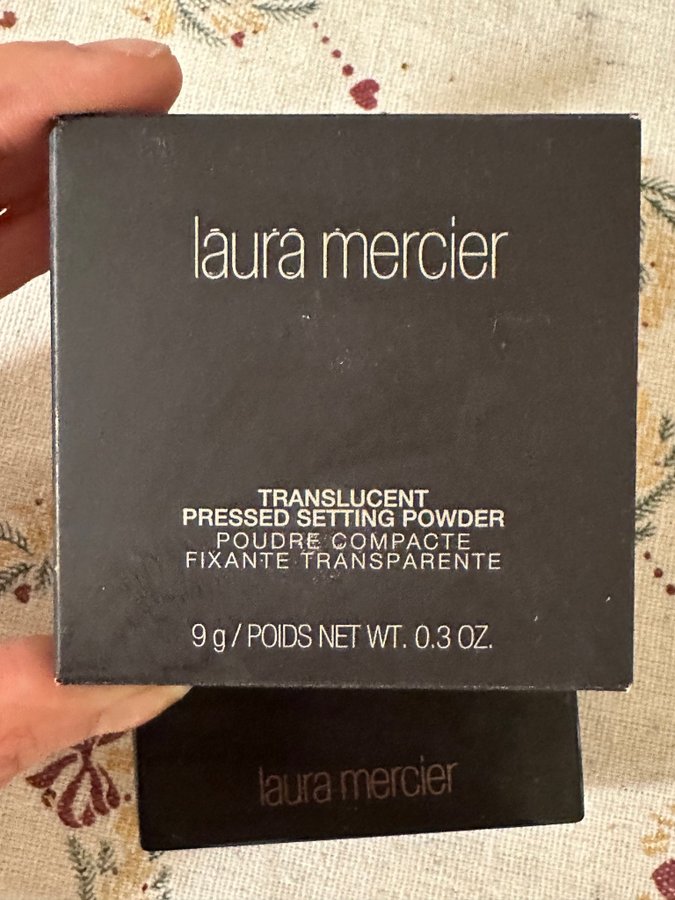 laura mercier
TRANSLUCENT
PRESSED SETTING POWDER
POUDRE COMPACTE
FIXANTE TRANSPARENTE
9 g / POIDS NET WT. 0.3 OZ.
laura mercier